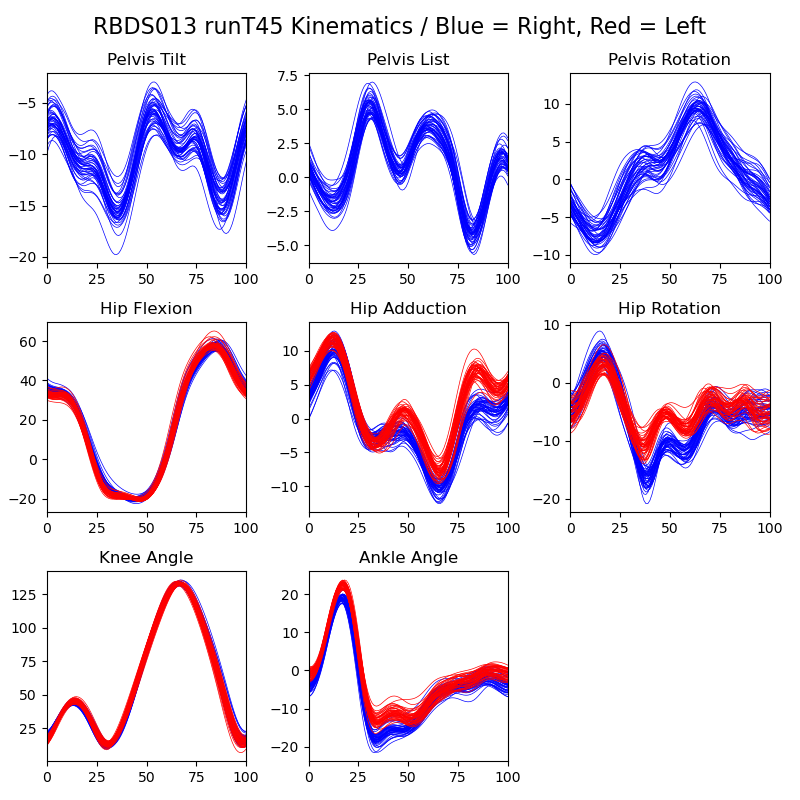 RBDS013 runT45 Kinematics / Blue = Right, Red = Left
Pelvis Tilt
−5
−10
−15
−20
0 25 50 75 100
Pelvis List
7.5
5.0
2.5
0.0
−2.5
−5.0
0 25 50 75 100
Pelvis Rotation
10
5
0
−5
−10
0 25 50 75 100
Hip Flexion
60
40
20
0
−20
0 25 50 75 100
Hip Adduction
10
5
0
−5
−10
0 25 50 75 100
Hip Rotation
10
0
−10
−20
0 25 50 75 100
Knee Angle
125
100
75
50
25
0 25 50 75 100
Ankle Angle
20
10
0
−10
−20
0 25 50 75 100